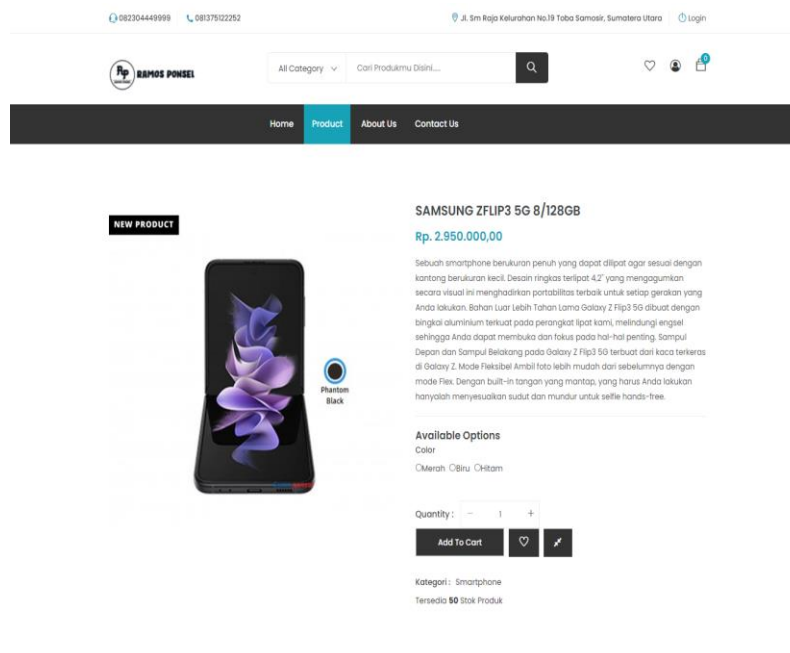 082304449999 081375122252 Jl. Sm Raja Kelurahan No.19 Toba Samosir, Sumatera Utara Login
Rp RAMOS PONSEL All Category Cari Produkmu Disini.... 0
Home Product About Us Contact Us
NEW PRODUCT
Phantom
Black
SAMSUNG ZFLIP3 5G 8/128GB
Rp. 2.950.000,00
Sebuah smartphone berukuran penuh yang dapat dilipat agar sesuai dengan
kantong berukuran kecil. Desain ringkas terlipat 4,2" yang mengagumkan
secara visual ini menghadirkan portabilitas terbaik untuk setiap gerakan yang
Anda lakukan. Bahan Luar Lebih Tahan Lama Galaxy Z Flip3 5G dibuat dengan
bingkai aluminium terkuat pada perangkat lipat kami, melindungi engsel
sehingga Anda dapat membuka dan fokus pada hal-hal penting. Sampul
Depan dan Sampul Belakang pada Galaxy Z Flip3 5G terbuat dari kaca terkeras
di Galaxy Z. Mode Fleksibel Ambil foto lebih mudah dari sebelumnya dengan
mode Flex. Dengan built-in tangan yang mantap, yang harus Anda lakukan
hanyalah menyesuaikan sudut dan mundur untuk selfie hands-free.
Available Options
Color
Merah Biru Hitam
Quantity : - 1 +
Add To Cart
Kategori : Smartphone
Tersedia 50 Stok Produk